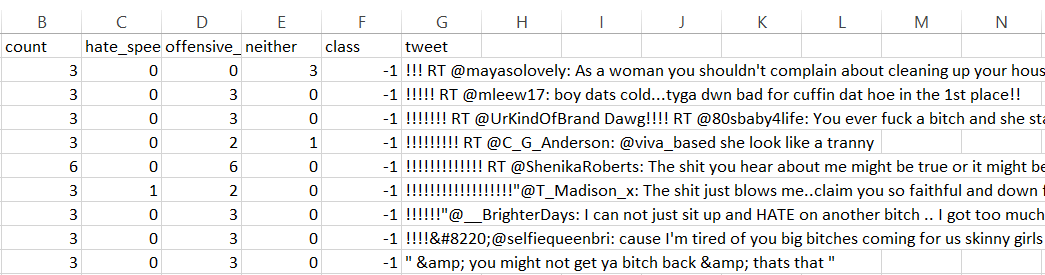 B C D E F G H I J K L M N
count hate_spee offensive_ neither class tweet
3 0 0 3 -1 !!! RT @mayasolovely: As a woman you shouldn't complain about cleaning up your hous
3 0 3 0 -1 !!!!! RT @mleew17: boy dats cold...tyga dwn bad for cuffin dat hoe in the 1st place!!
3 0 3 0 -1 !!!!!!! RT @UrKindOfBrand Dawg!!!! RT @80sbaby4life: You ever fuck a bitch and she sta
3 0 2 1 -1 !!!!!!!!! RT @C_G_Anderson: @viva_based she look like a tranny
6 0 6 0 -1 !!!!!!!!!!!!! RT @ShenikaRoberts: The shit you hear about me might be true or it might be
3 1 2 0 -1 !!!!!!!!!!!!!!!!!!"@T_Madison_x: The shit just blows me..claim you so faithful and down f
3 0 3 0 -1 !!!!!!"@__BrighterDays: I can not just sit up and HATE on another bitch .. I got too much
3 0 3 0 -1 !!!!&#8220;@selfiequeenbri: cause I'm tired of you big bitches coming for us skinny girls
3 0 3 0 -1 " &amp; you might not get ya bitch back &amp; thats that "